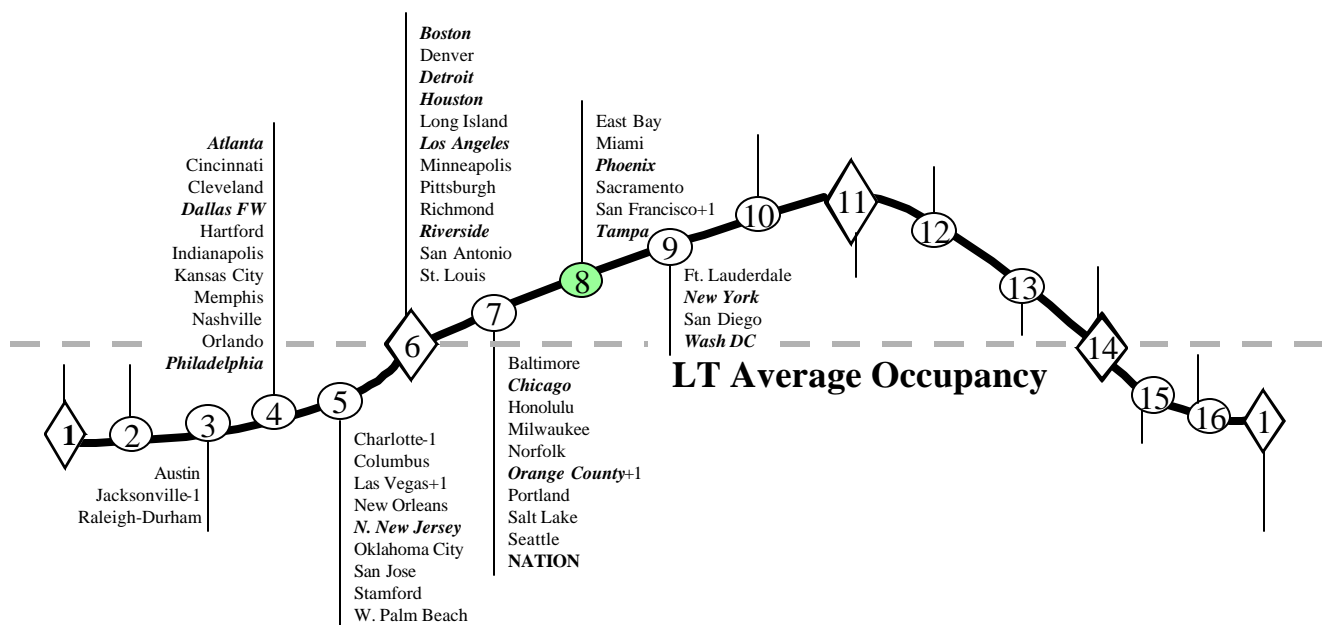 Boston
Denver
Detroit
Houston
Long Island
Los Angeles
Minneapolis
Pittsburgh
Richmond
Riverside
San Antonio
St. Louis
Atlanta
Cincinnati
Cleveland
Dallas FW
Hartford
Indianapolis
Kansas City
Memphis
Nashville
Orlando
Philadelphia
East Bay
Miami
Phoenix
Sacramento
San Francisco+1
Tampa
Ft. Lauderdale
New York
San Diego
Wash DC
LT Average Occupancy
1
2
3
4
5
6
7
8
9
10
11
12
13
14
15
16
1
Austin
Jacksonville-1
Raleigh-Durham
Charlotte-1
Columbus
Las Vegas+1
New Orleans
N. New Jersey
Oklahoma City
San Jose
Stamford
W. Palm Beach
Baltimore
Chicago
Honolulu
Milwaukee
Norfolk
Orange County+1
Portland
Salt Lake
Seattle
NATION